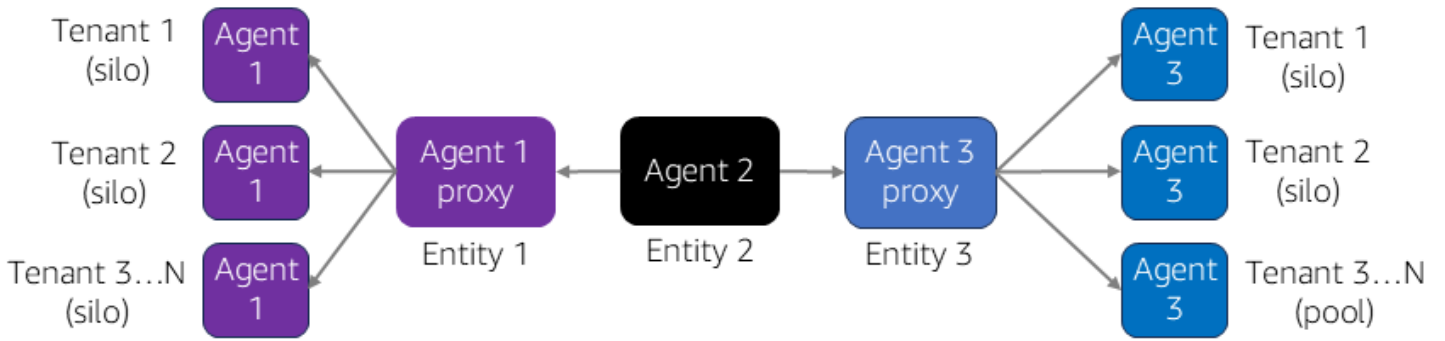 Tenant 1
(silo)
Agent
1
Tenant 2
(silo)
Agent
1
Tenant 3...N
(silo)
Agent
1
Agent 1
proxy
Entity 1
Agent 2
Entity 2
Agent 3
proxy
Entity 3
Agent
3
Tenant 1
(silo)
Agent
3
Tenant 2
(silo)
Agent
3
Tenant 3...N
(pool)